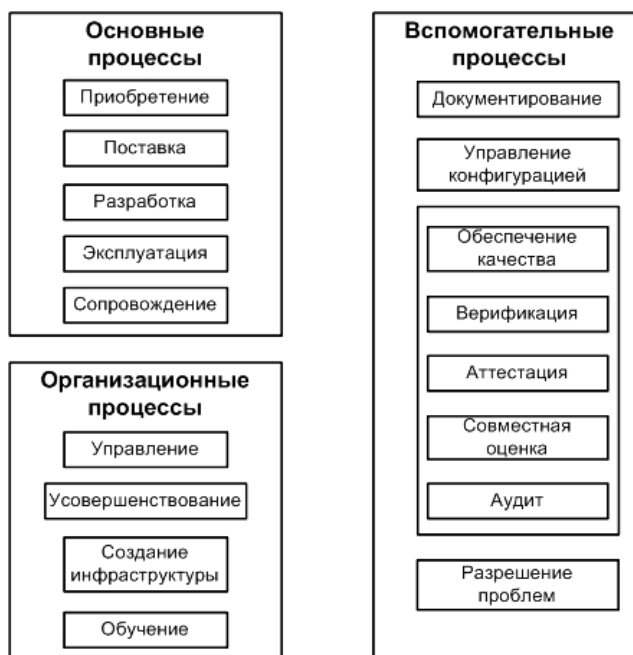 Основные
процессы
Приобретение
Поставка
Разработка
Эксплуатация
Сопровождение
Организационные
процессы
Управление
Усовершенствование
Создание
инфраструктуры
Обучение
Вспомогательные
процессы
Документирование
Управление
конфигурацией
Обеспечение
качества
Верификация
Аттестация
Совместная
оценка
Аудит
Разрешение
проблем